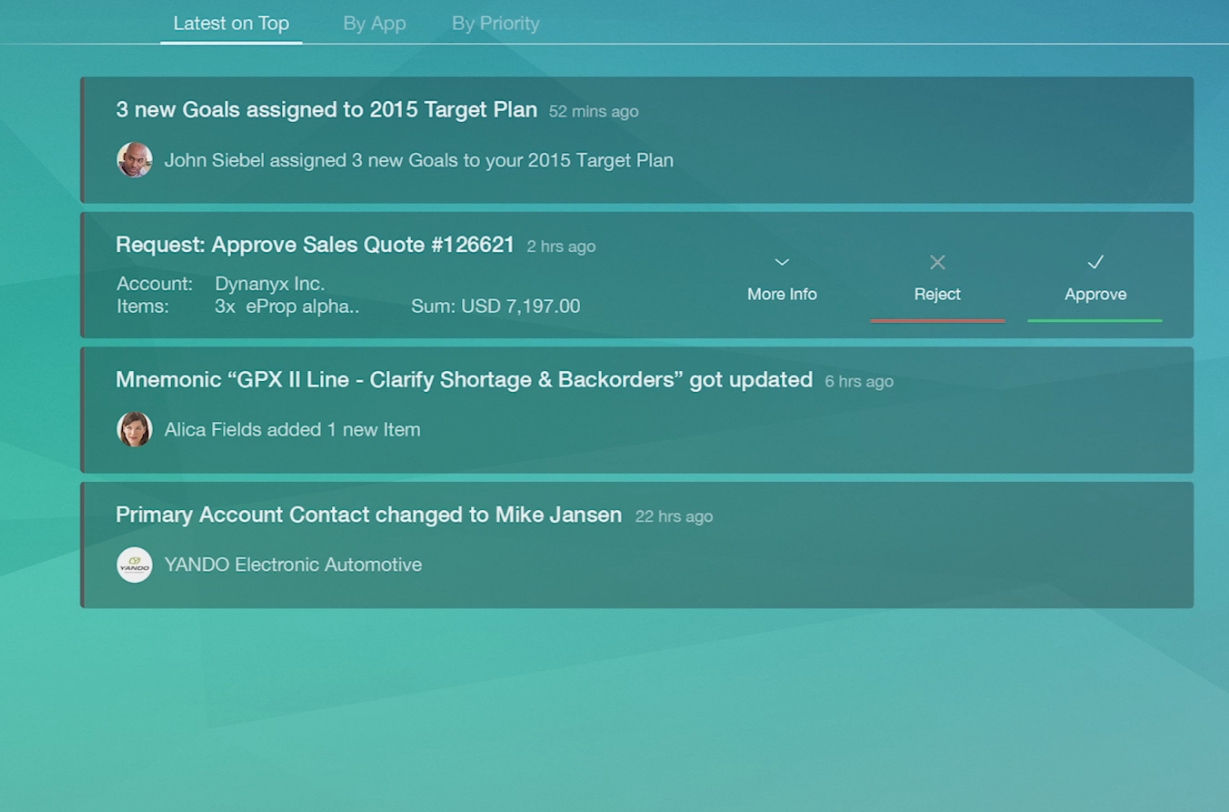 Latest on Top By App By Priority
3 new Goals assigned to 2015 Target Plan 52 mins ago
John Siebel assigned 3 new Goals to your 2015 Target Plan
Request: Approve Sales Quote #126621 2 hrs ago
Account: Dynanyx Inc.
Items: 3x eProp alpha.. Sum: USD 7,197.00
More Info Reject Approve
Mnemonic “GPX II Line - Clarify Shortage & Backorders” got updated 6 hrs ago
Alica Fields added 1 new Item
Primary Account Contact changed to Mike Jansen 22 hrs ago
YANDO
YANDO Electronic Automotive